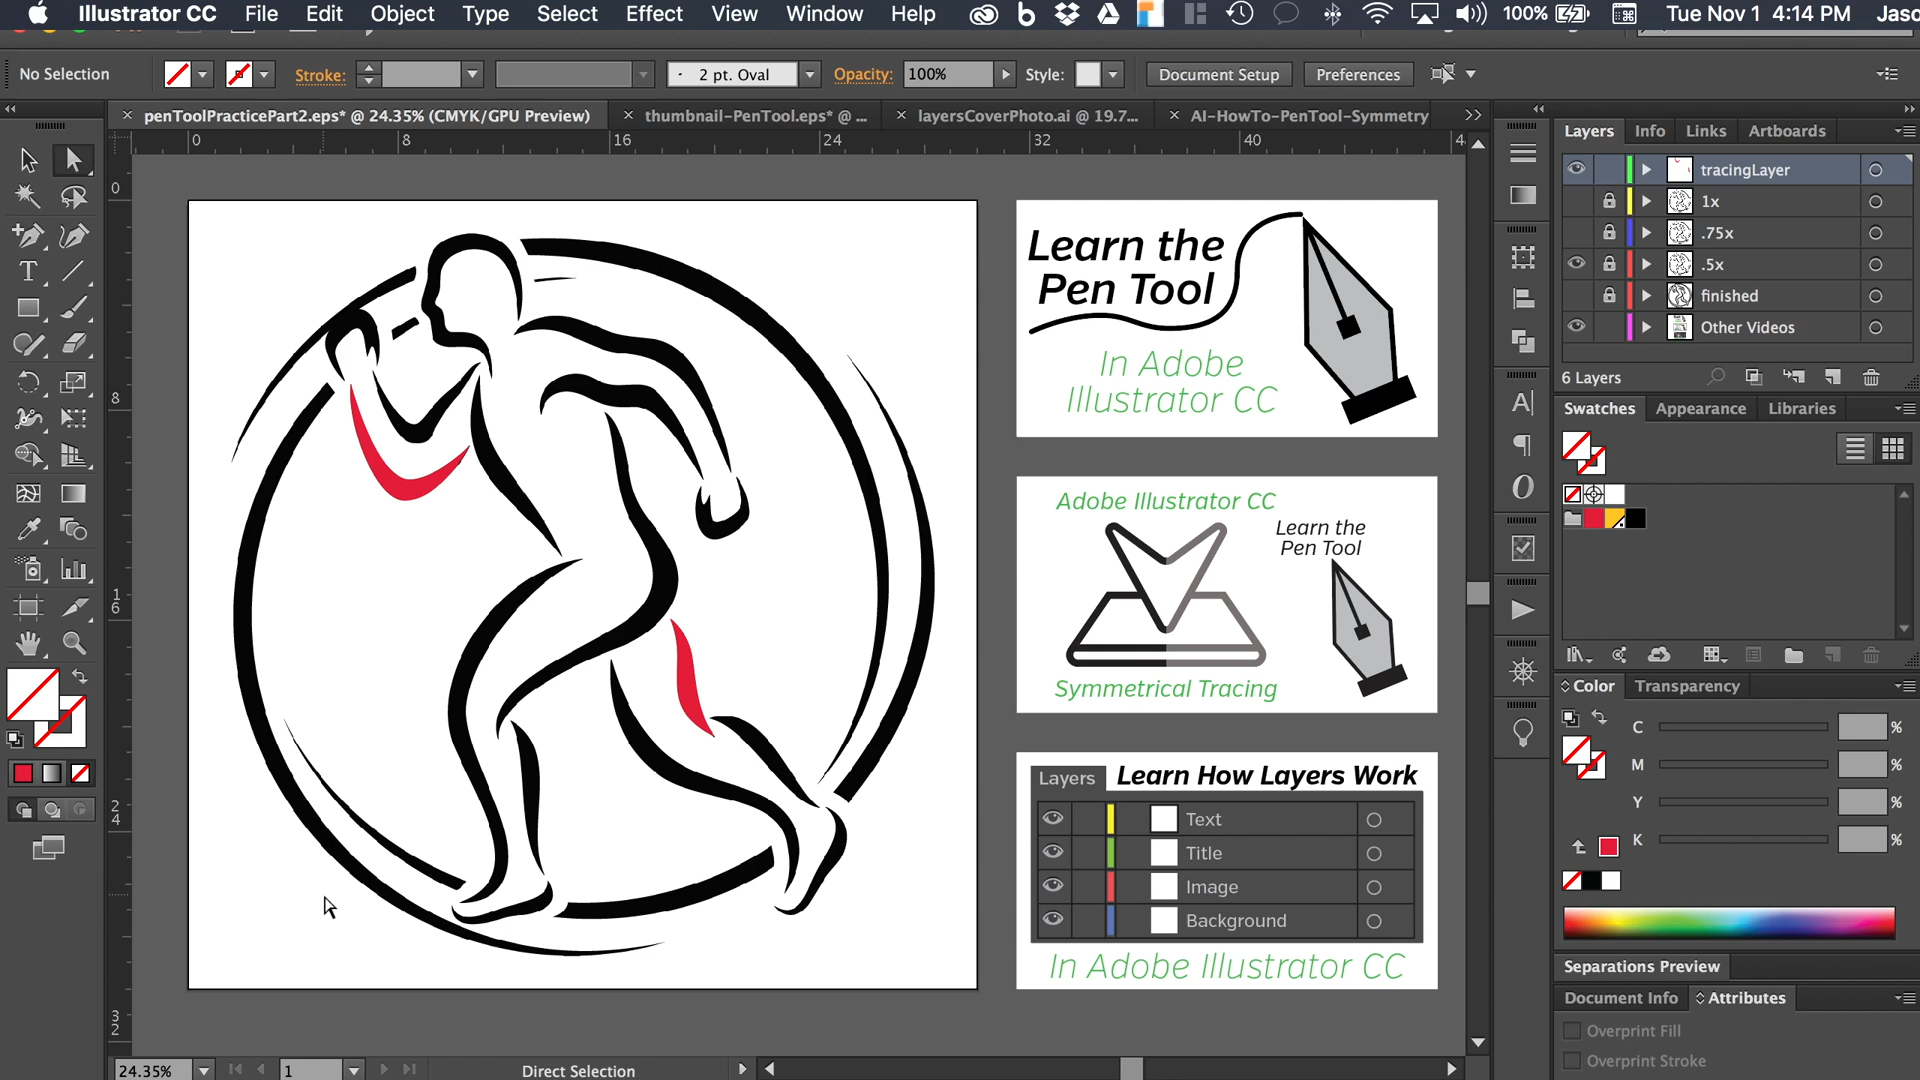 Illustrator CC File Edit Object Type Select Effect View Window Help 100% Tue Nov 1 4:14 PM Jaso
No Selection Stroke: 2 pt. Oval Opacity: 100% Style: Document Setup Preferences
penToolPracticePart2.eps* @ 24.35% (CMYK/GPU Preview) thumbnail-PenTool.eps* @ ... layersCoverPhoto.ai @ 19.7... AI-HowTo-PenTool-Symmetry
0 8 16 24 32 40 4
0
8
1
6
2
4
3
2
Learn the
Pen Tool
In Adobe
Illustrator CC
Adobe Illustrator CC
Learn the
Pen Tool
Symmetrical Tracing
Layers Learn How Layers Work
Text
Title
Image
Background
In Adobe Illustrator CC
Layers Info Links Artboards
tracingLayer
1x
.75x
.5x
finished
Other Videos
6 Layers
Swatches Appearance Libraries
Color Transparency
C %
M %
Y %
K %
Separations Preview
Document Info Attributes
Overprint Fill
Overprint Stroke
24.35% 1 Direct Selection